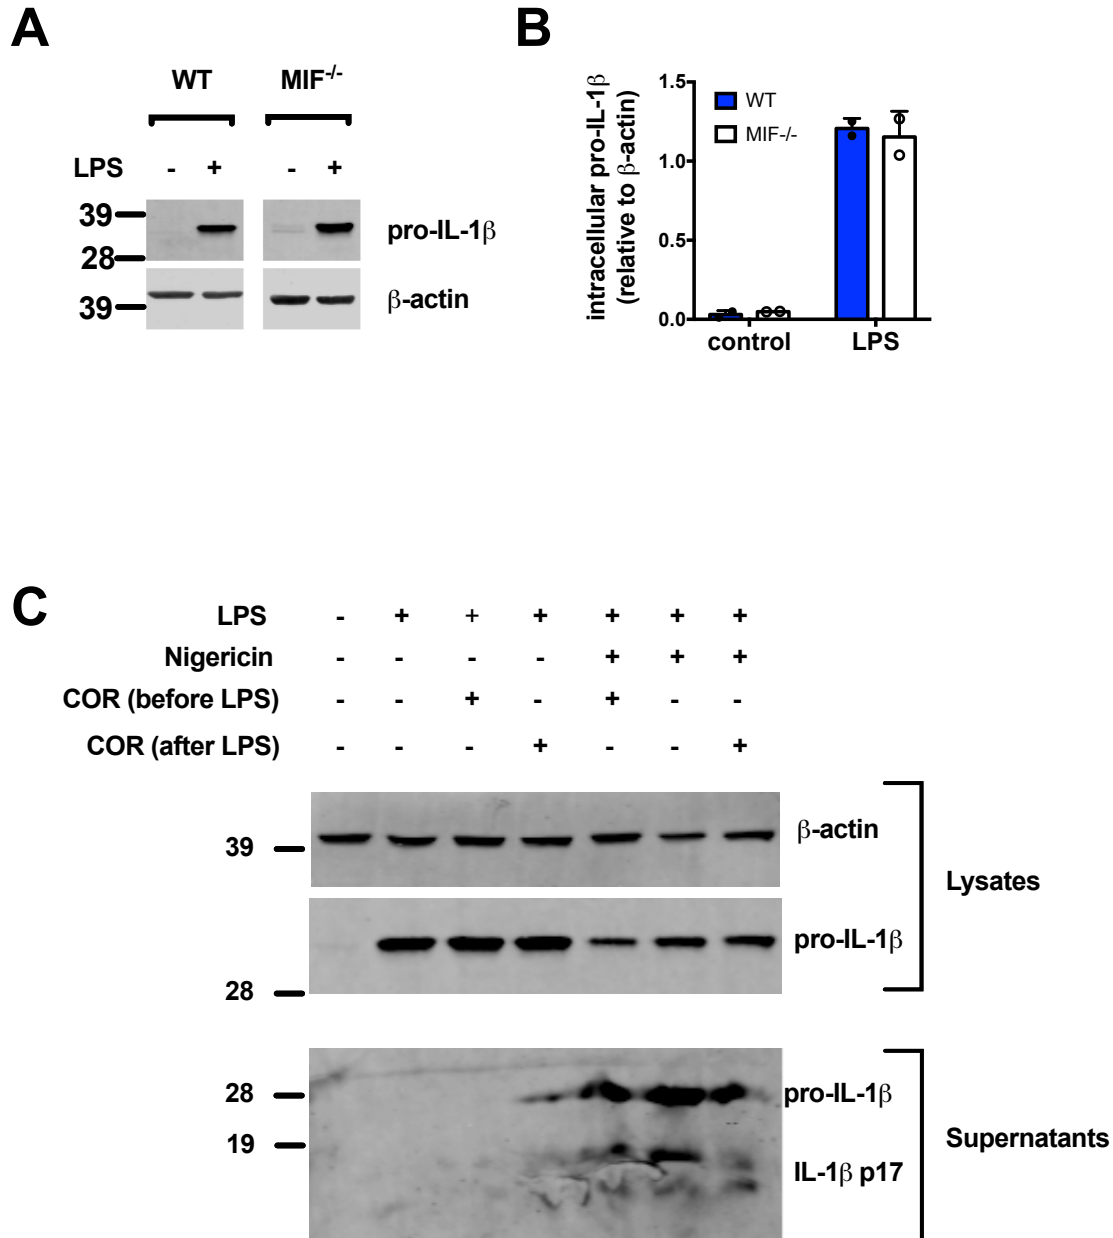 A
WT MIF-/-
LPS - + - +
39
28
pro-IL-1β
39
β-actin
B
intracellular pro-IL-1β
(relative to β-actin)
1.5
1.0
0.5
0.0
WT
MIF-/-
control LPS
C
LPS - + + + + + +
Nigericin - - - - + + +
COR (before LPS) - - + - + - -
COR (after LPS) - - - + - - +
39
β-actin
pro-IL-1β
28
Lysates
28
pro-IL-1β
19
IL-1β p17
Supernatants